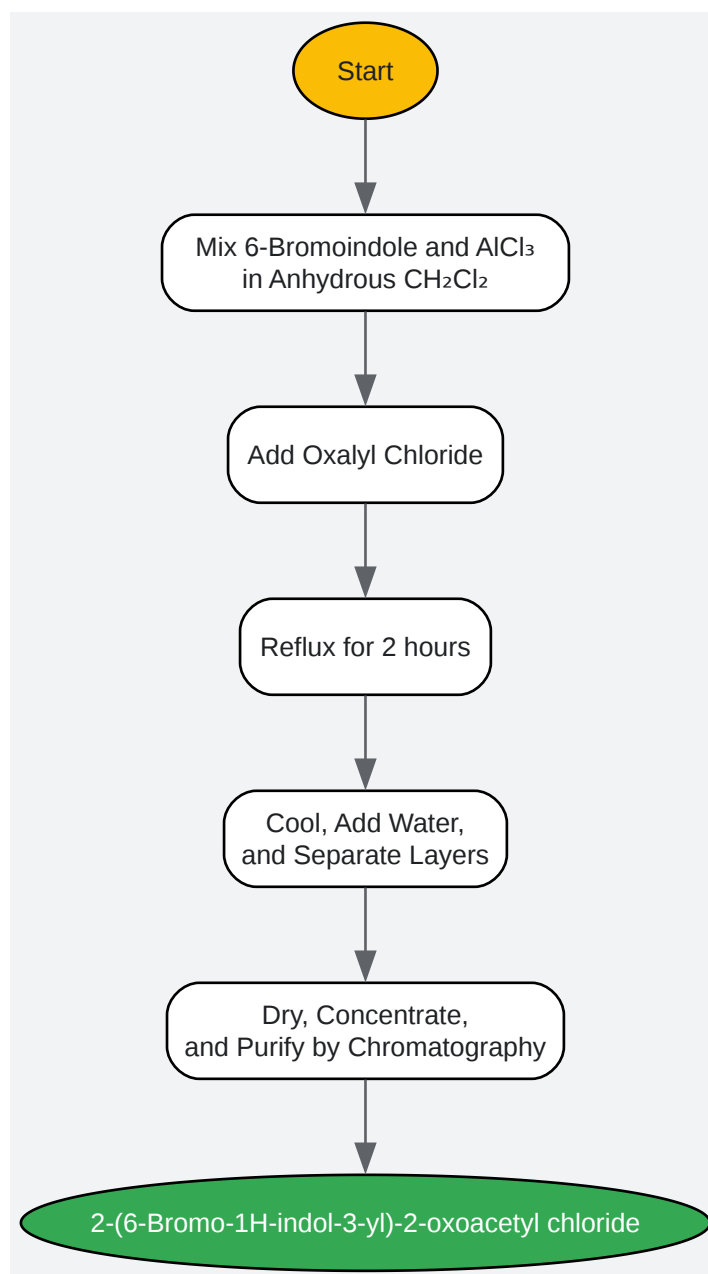 Start
Mix 6-Bromoindole and AlCl₃
in Anhydrous CH₂Cl₂
Add Oxalyl Chloride
Reflux for 2 hours
Cool, Add Water,
and Separate Layers
Dry, Concentrate,
and Purify by Chromatography
2-(6-Bromo-1H-indol-3-yl)-2-oxoacetyl chloride